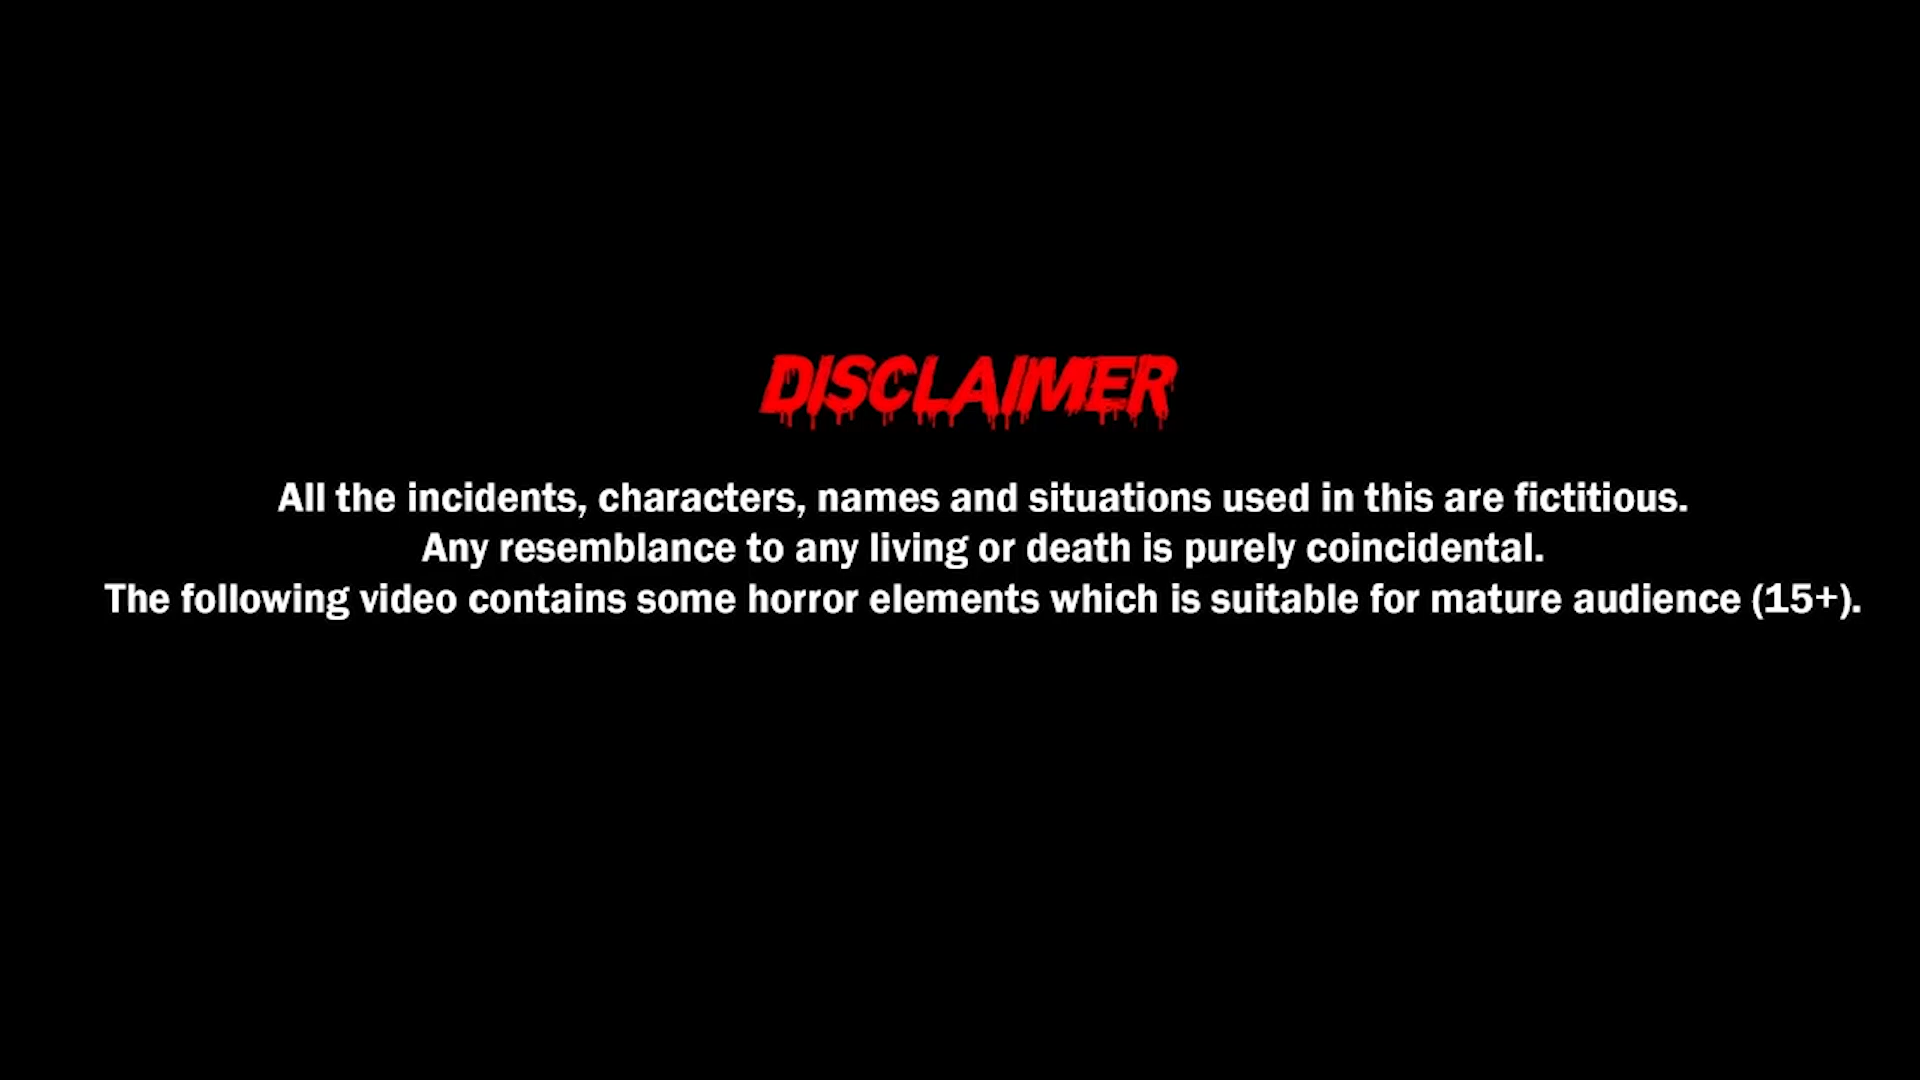 DISCLAIMER
All the incidents, characters, names and situations used in this are fictitious.
Any resemblance to any living or death is purely coincidental.
The following video contains some horror elements which is suitable for mature audience (15+).